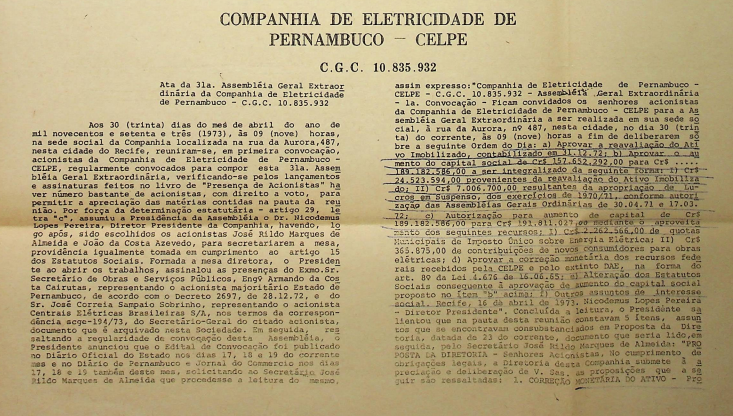 COMPANHIA DE ELETRICIDADE DE
PERNAMBUCO — CELPE
C.G.C. 10.835.932
Ata da 31a. Assembléia Geral Extraor
dinária da Companhia de Eletricidade
de Pernambuco - C.G.C. 10.835.932
Aos 30 (trinta) dias do mes de abril do ano de
mil novecentos e setenta e três (1973), às 09 (nove) horas,
na sede social da Companhia localizada na rua da Aurora,487,
nesta cidade do Recife, reuniram-se, em primeira convocação,
acionistas da Companhia de Eletricidade de Pernambuco-
CELPE, regularmente convocados para compor esta 31a. Assem
bléia Geral Extraordinária, verificando-se pelos lançamentos
e assinaturas feitos no livro de "Presença de Acionistas" ha
ver número bastante de acionistas, com direito a voto, para
permitir a apreciação das matérias contidas na pauta da reu
nião. Por força da determinação estatutária - artigo 29, le
tra "c", assumiu a Presidência da Assembléia o Dr. Nicodemus
Lopes Pereira, Diretor Presidente da Companhia, havendo, lo
go após, sido escolhidos os acionistas José Rildo Marques de
Almeida e João da Costa Azevedo, para secretariarem a mesa,
providência igualmente tomada em cumprimento ao artigo 15
dos Estatutos Sociais. Formada a mesa diretora, o Presiden
te ao abrir os trabalhos, assinalou as presenças do Exmo.Sr.
Secretário de Obras e Serviços Públicos, Engº Armando da Cos
ta Cairutas, representando o acionista majoritário Estado de
Pernambuco, de acordo com o Decreto 2697, de 28.12.72, e do
Sr. José Correia Sampaio Sobrinho, representando o acionista
Centrais Elétricas Brasileiras S/A, nos termos da correspon-
dência acge-194/73, do Secretário-Geral do citado acionista,
documento que é arquivado nesta Sociedade. Em seguida, res
saltando a regularidade de convocação desta Assembléia, o
Presidente anunciou que o Edital de Convocação foi publicado
no Diário Oficial do Estado nos dias 17, 18 e 19 do corrente
mes e no Diário de Pernambuco e Jornal do Commercio nos dias
17, 18 e 19 também deste mes, solicitando ao Secretário José
Rildo Marques de Almeida que procedesse a leitura do mesmo,
assim expresso:"Companhia de Eletricidade de Pernambuco -
CELPE - C.G.C. 10.835.932 - Assembléia Geral Extraordinária
- 1a. Convocação - Ficam convidados os senhores acionistas
da Companhia de Eletricidade de Pernambuco - CELPE para a As
sembléia Geral Extraordinária a ser realizada em sua sede so
cial, à rua da Aurora, nº 487, nesta cidade, no dia 30 (trin
ta) do corrente, às 09 (nove) horas a fim de deliberarem so
bre a seguinte Ordem do Dia: a) Aprovar a reavaliação do Ati
vo Imobilizado, contabilizado em 31.12.72; b) Aprovar o au
mento do capital social de Cr$ 157.652.292,00 para Cr$
189.182.586,00 a ser integralizado da seguinte forma: I) Cr$
24.523.594,00 provenientes da reavaliação do Ativo Imobiliza
do; II) Cr$ 7.006.700,00 resultantes da apropriação de Lu-
cros em Suspenso, dos exercícios de 1970/71, conforme autori
zação das Assembléias Gerais Ordinárias de 30.04.71 e 17.03.
72; c) Autorização para aumento de capital de Cr$
189.182.586,00 para Cr$ 191.811.027,00 mediante o aproveita
mento dos seguintes recursos: I) Cr$ 2.262.566,00 de quotas
Municipais do Imposto Único sobre Energia Elétrica; II) Cr$
365.875,00 de contribuições de novos consumidores para obras
elétricas; d) Aprovar a correção monetária dos recursos fede
rais recebidos pela CELPE e pelo extinto DAE, na forma do
art. 89 da Lei 4.676 de 16.06.65; e) Alteração dos Estatutos
Sociais consequente à aprovação de aumento do capital social
proposto no item "b" acima; f) Outros assuntos de interesse
social. Recife, 16 de abril de 1973. Nicodemus Lopes Pereira
- Diretor Presidente". Concluída a leitura, o Presidente sa
lientou que na pauta desta reunião constavam 5 ítens, assun
tos que se encontravam consubstanciados em Proposta da Dire
toria, datada de 23 do corrente, documento que seria lido,em
seguida, pelo Secretário José Rildo Marques de Almeida: "PRO
POSTA DA DIRETORIA - Senhores Acionistas. No cumprimento de
obrigações legais, a Diretoria desta Companhia submete à a
preciação e deliberação de V. Sas. as proposições que a se
guir são ressaltadas: 1. CORREÇÃO MONETÁRIA DO ATIVO - Pro